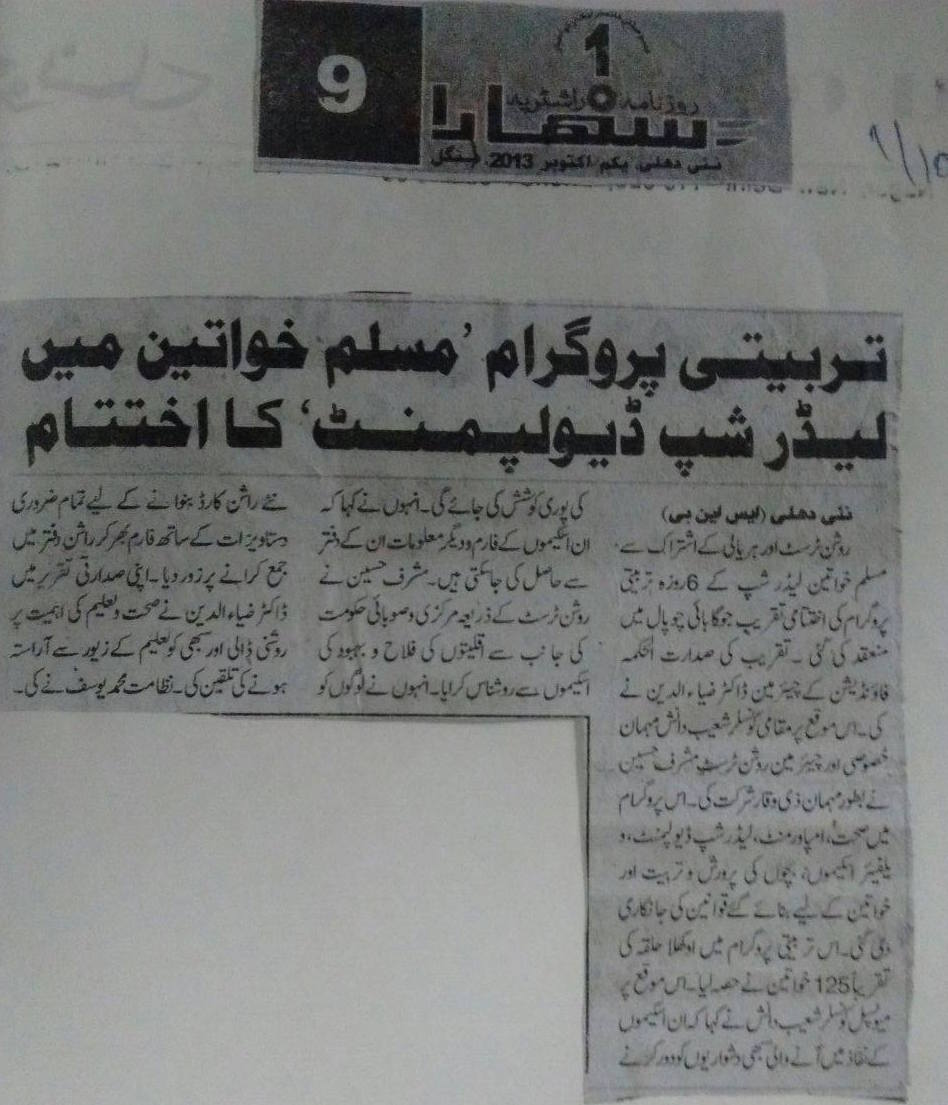 9
1
روزنامہ راشٹریہ
سہارا
نئی دہلی، یکم اکتوبر 2013، منگل
تربیتی پروگرام ’مسلم خواتین میں
لیڈر شپ ڈیولپمنٹ‘ کا اختتام
نئی دہلی (ایس این بی)
روشن ٹرسٹ اور ہریالی کے اشتراک سے
مسلم خواتین لیڈر شپ کے 6 روزہ تربیتی
پروگرام کی اختتامی تقریب جوگابائی چوپال میں
منعقد کی گئی ۔ تقریب کی صدارت الحکمہ
فاؤنڈیشن کے چیئرمین ڈاکٹر ضیاء الدین نے
کی۔ اس موقع پر مقامی کونسلر شعیب دانش مہمان
خصوصی اور چیئرمین روشن ٹرسٹ مشرف حسین
نے بطور مہمان ذی وقار شرکت کی۔ اس پروگرام
میں صحت، امپاورمنٹ، لیڈر شپ ڈیولپمنٹ، و
یلفیئر اسکیموں، بچوں کی پرورش و تربیت اور
خواتین کے لیے بنائے گئے قوانین کی جانکاری
دی گئی۔ اس تربیتی پروگرام میں اوکھلا حلقہ کی
تقریباً 125 خواتین نے حصہ لیا۔ اس موقع پر
میونسپل کونسلر شعیب دانش نے کہا کہ ان اسکیموں
کے نفاذ میں آنے والی سبھی دشواریوں کو دور کرنے
کی پوری کوشش کی جائے گی۔ انہوں نے کہا کہ
ان اسکیموں کے فارم و دیگر معلومات ان کے دفتر
سے حاصل کی جاسکتی ہیں۔ مشرف حسین نے
روشن ٹرسٹ کے ذریعہ مرکزی و صوبائی حکومت
کی جانب سے اقلیتوں کی فلاح و بہبود کی
اسکیموں سے روشناس کرایا۔ انہوں نے لوگوں کو
نئے راشن کارڈ بنوانے کے لیے تمام ضروری
دستاویزات کے ساتھ فارم بھر کر راشن دفتر میں
جمع کرانے پر زور دیا۔ اپنی صدارتی تقریر میں
ڈاکٹر ضیاء الدین نے صحت و تعلیم کی اہمیت پر
روشنی ڈالی اور سبھی کو تعلیم کے زیور سے آراستہ
ہونے کی تلقین کی۔ نظامت محمد یوسف نے کی۔